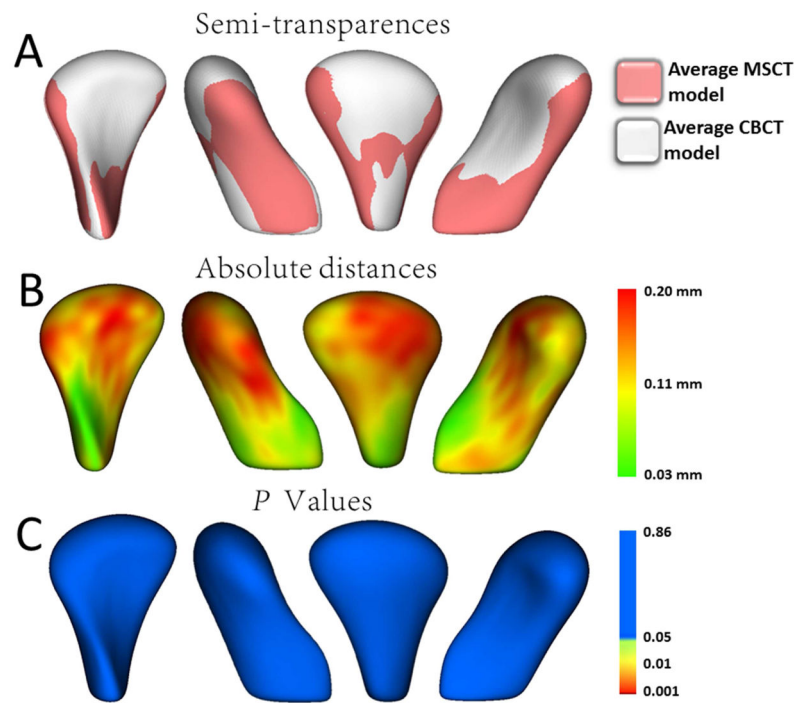 Semi-transparences
A
Average MSCT
model
Average CBCT
model
Absolute distances
B
0.20 mm
0.11 mm
0.03 mm
P Values
C
0.86
0.05
0.01
0.001